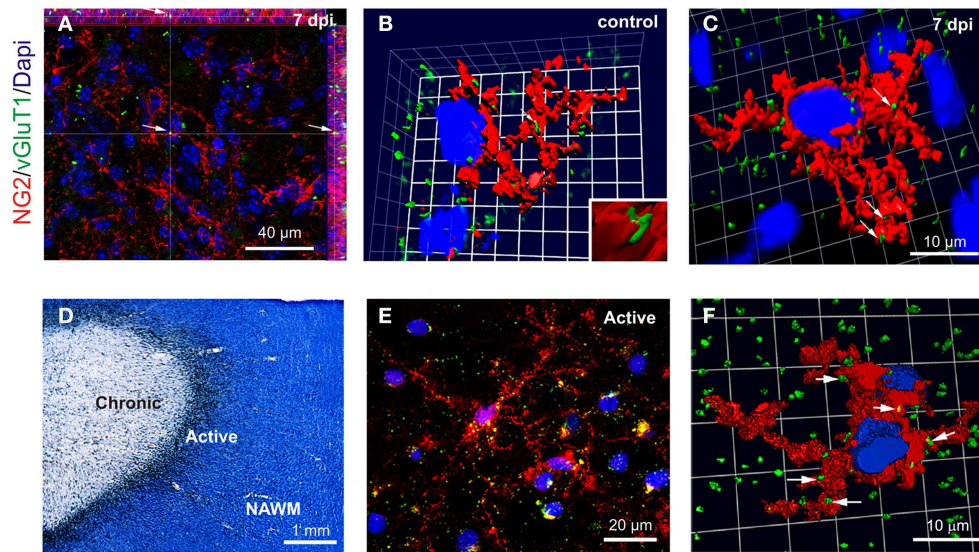 NG2/vGluT1/Dapi
A
7 dpi
40 µm
B
control
C
7 dpi
10 µm
D
Chronic
Active
NAWM
1 mm
E
Active
20 µm
F
10 µm